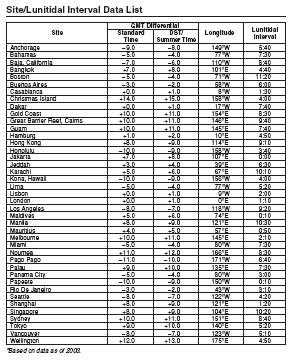 Site/Lunitidal Interval Data List
Site GMT Differential Longitude Lunitidal Interval
Standard Time DST/ Summer Time
Anchorage –9.0 –8.0 149°W 5:40
Bahamas –5.0 –4.0 77°W 7:30
Baja, California –7.0 –6.0 110°W 8:40
Bangkok +7.0 +8.0 101°E 4:40
Boston –5.0 –4.0 71°W 11:20
Buenos Aires –3.0 –2.0 58°W 6:00
Casablanca +0.0 +1.0 8°W 1:30
Christmas Island +14.0 +15.0 158°W 4:00
Dakar +0.0 +1.0 17°W 7:40
Gold Coast +10.0 +11.0 154°E 8:30
Great Barrier Reef, Cairns +10.0 +11.0 146°E 9:40
Guam +10.0 +11.0 145°E 7:40
Hamburg +1.0 +2.0 10°E 4:50
Hong Kong +8.0 +9.0 114°E 9:10
Honolulu –10.0 –9.0 158°W 3:40
Jakarta +7.0 +8.0 107°E 0:00
Jeddah +3.0 +4.0 39°E 6:30
Karachi +5.0 +6.0 67°E 10:10
Kona, Hawaii –10.0 –9.0 156°W 4:00
Lima –5.0 –4.0 77°W 5:20
Lisbon +0.0 +1.0 9°W 2:00
London +0.0 +1.0 0°E 1:10
Los Angeles –8.0 –7.0 118°W 9:20
Maldives +5.0 +6.0 74°E 0:10
Manila +8.0 +9.0 121°E 10:30
Mauritius +4.0 +5.0 57°E 0:50
Melbourne +10.0 +11.0 145°E 2:10
Miami –5.0 –4.0 80°W 7:30
Noumea +11.0 +12.0 166°E 8:30
Pago Pago –11.0 –10.0 171°W 6:40
Palau +9.0 +10.0 135°E 7:30
Panama City –5.0 –4.0 80°W 3:00
Papeete –10.0 –9.0 150°W 0:10
Rio De Janeiro –3.0 –2.0 43°W 3:10
Seattle –8.0 –7.0 122°W 4:20
Shanghai +8.0 +9.0 121°E 1:20
Singapore +8.0 +9.0 104°E 10:20
Sydney +10.0 +11.0 151°E 8:40
Tokyo +9.0 +10.0 140°E 5:20
Vancouver –8.0 –7.0 123°W 5:10
Wellington +12.0 +13.0 175°E 4:50
*Based on data as of 2003.